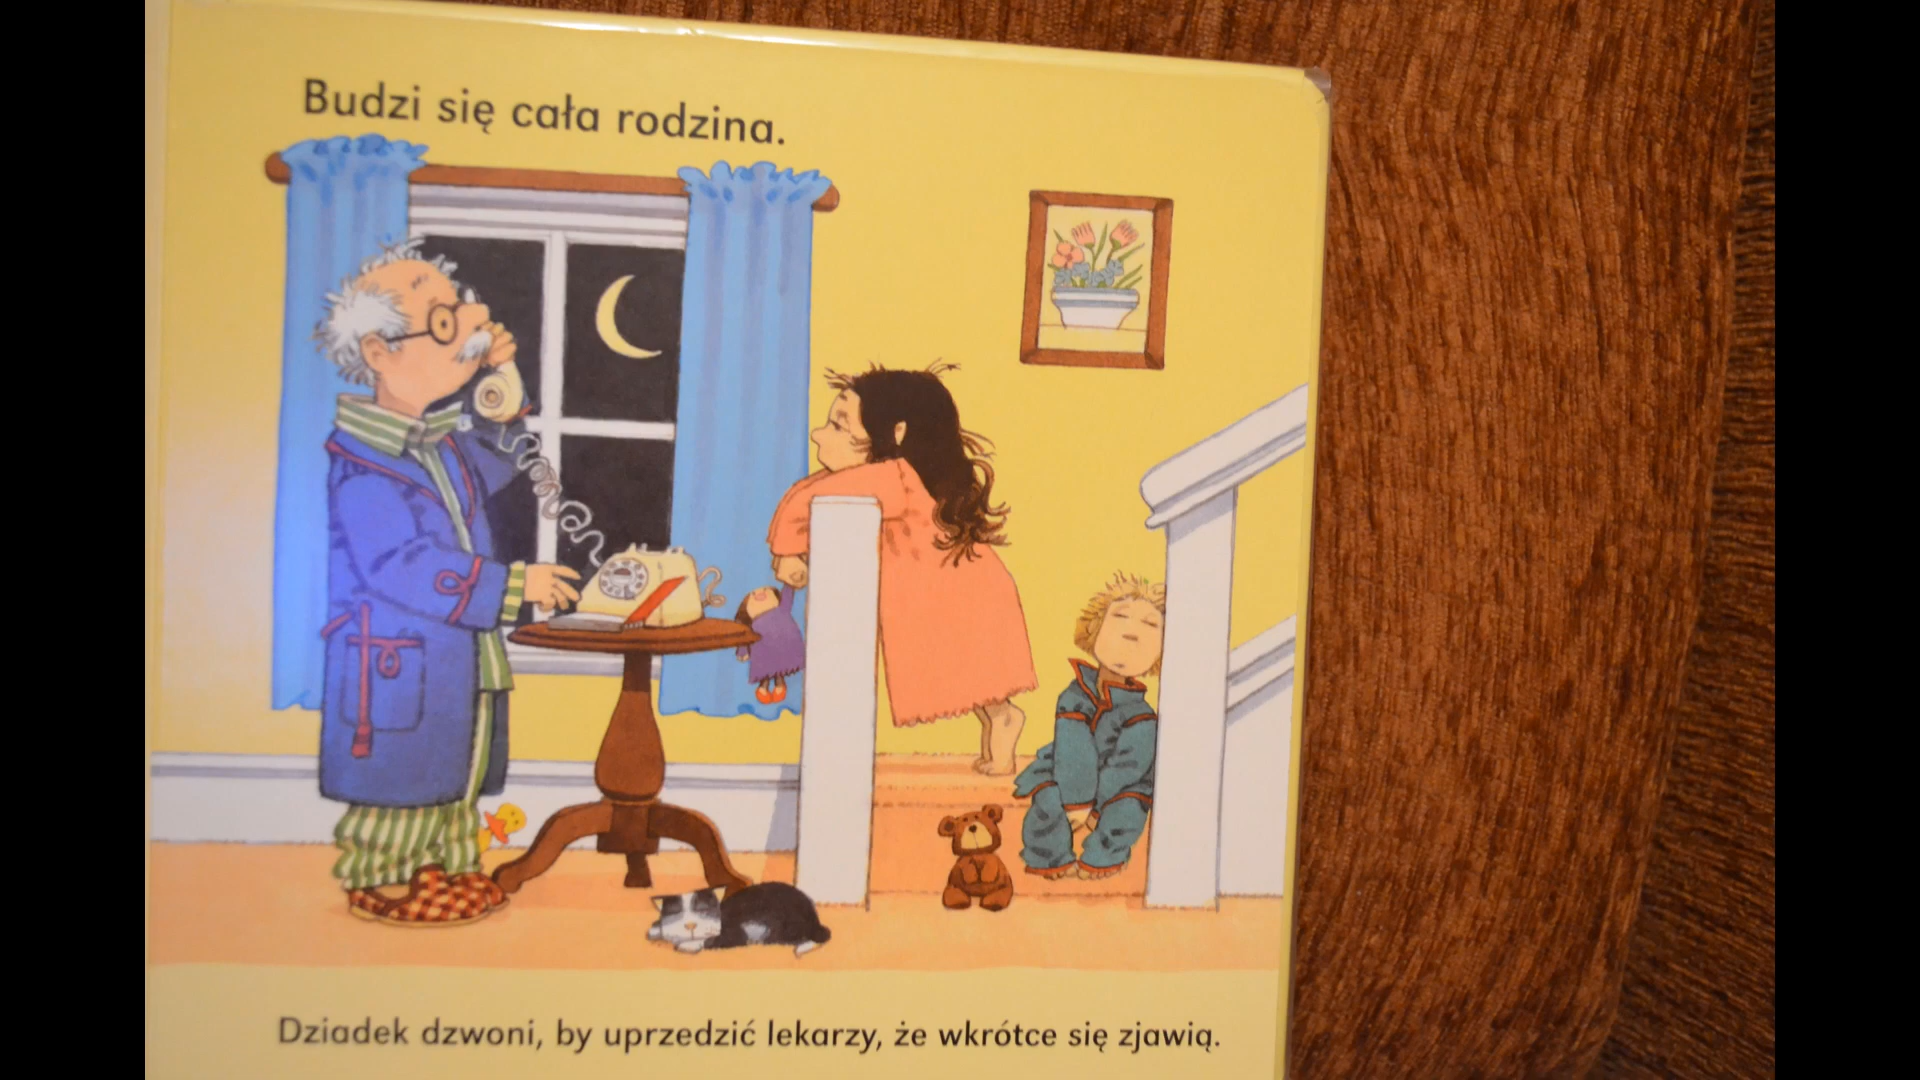 Budzi się cała rodzina.
Dziadek dzwoni, by uprzedzić lekarzy, że wkrótce się zjawią.